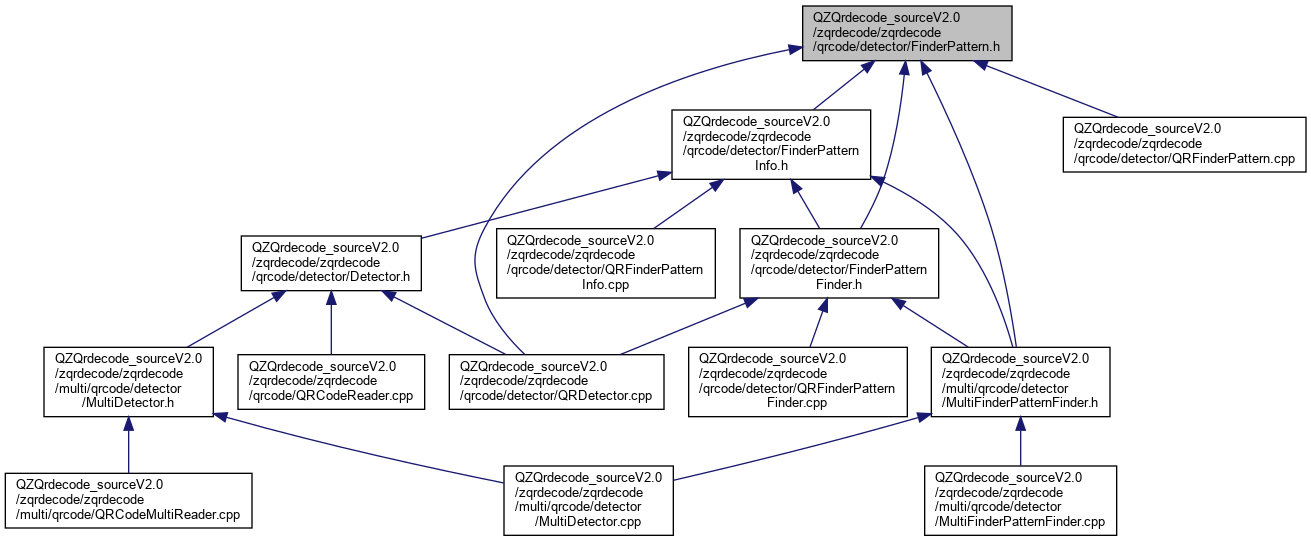 QZQrdecode_sourceV2.0
/zqrdecode/zqrdecode
/qrcode/detector/FinderPattern.h
QZQrdecode_sourceV2.0
/zqrdecode/zqrdecode
/qrcode/detector/FinderPattern
Info.h
QZQrdecode_sourceV2.0
/zqrdecode/zqrdecode
/qrcode/detector/QRFinderPattern.cpp
QZQrdecode_sourceV2.0
/zqrdecode/zqrdecode
/qrcode/detector/Detector.h
QZQrdecode_sourceV2.0
/zqrdecode/zqrdecode
/qrcode/detector/QRFinderPattern
Info.cpp
QZQrdecode_sourceV2.0
/zqrdecode/zqrdecode
/qrcode/detector/FinderPattern
Finder.h
QZQrdecode_sourceV2.0
/zqrdecode/zqrdecode
/multi/qrcode/detector
/MultiDetector.h
QZQrdecode_sourceV2.0
/zqrdecode/zqrdecode
/qrcode/QRCodeReader.cpp
QZQrdecode_sourceV2.0
/zqrdecode/zqrdecode
/qrcode/detector/QRDetector.cpp
QZQrdecode_sourceV2.0
/zqrdecode/zqrdecode
/qrcode/detector/QRFinderPattern
Finder.cpp
QZQrdecode_sourceV2.0
/zqrdecode/zqrdecode
/multi/qrcode/detector
/MultiFinderPatternFinder.h
QZQrdecode_sourceV2.0
/zqrdecode/zqrdecode
/multi/qrcode/QRCodeMultiReader.cpp
QZQrdecode_sourceV2.0
/zqrdecode/zqrdecode
/multi/qrcode/detector
/MultiDetector.cpp
QZQrdecode_sourceV2.0
/zqrdecode/zqrdecode
/multi/qrcode/detector
/MultiFinderPatternFinder.cpp